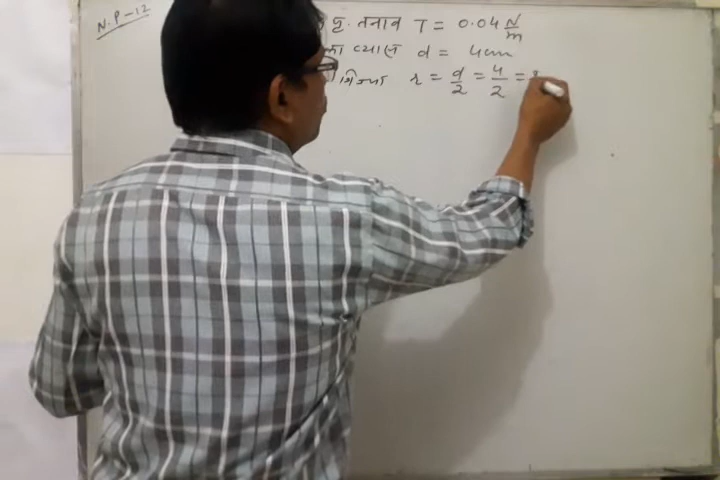 N.P-12
पृ. तनाव T = 0.04 N/m
का व्यास d = 4cm
त्रिज्या r = d/2 = 4/2 =